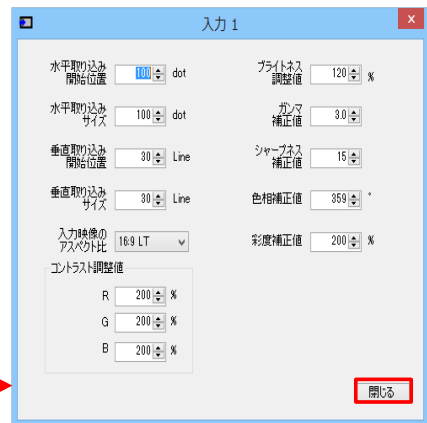 入力 1
水平取り込み
開始位置
100 dot
水平取り込み
サイズ
100 dot
垂直取り込み
開始位置
30 Line
垂直取り込み
サイズ
30 Line
入力映像の
アスペクト比
16:9 LT
コントラスト調整値
R 200 %
G 200 %
B 200 %
ブライトネス
調整値
120 %
ガンマ
補正値
3.0
シャープネス
補正値
15
色相補正値 359 °
彩度補正値 200 %
閉じる